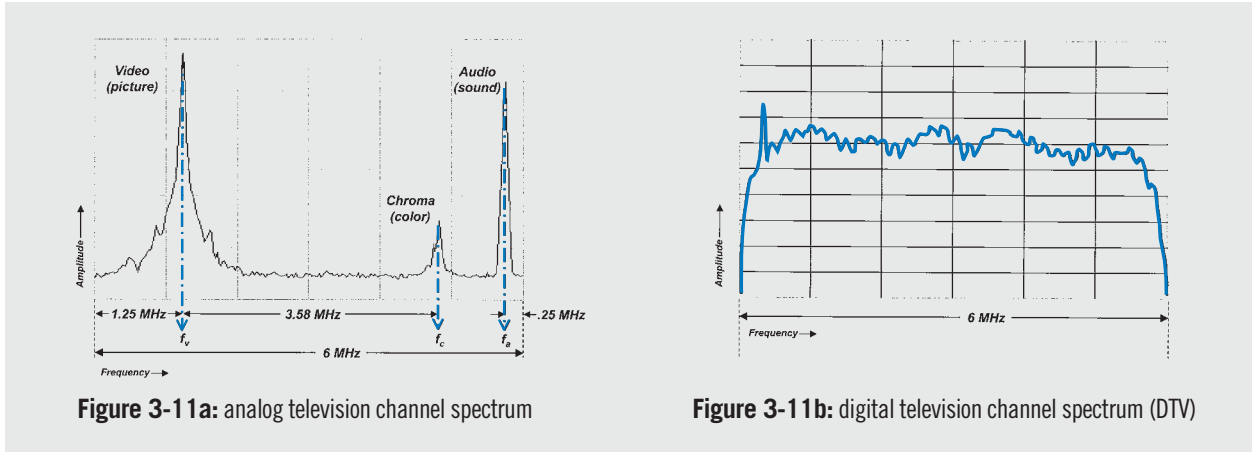 Video
(picture)
Audio
(sound)
Chroma
(color)
Amplitude
1.25 MHz
3.58 MHz
.25 MHz
fv
fc
fa
6 MHz
Frequency
Figure 3-11a: analog television channel spectrum
Amplitude
6 MHz
Frequency
Figure 3-11b: digital television channel spectrum (DTV)